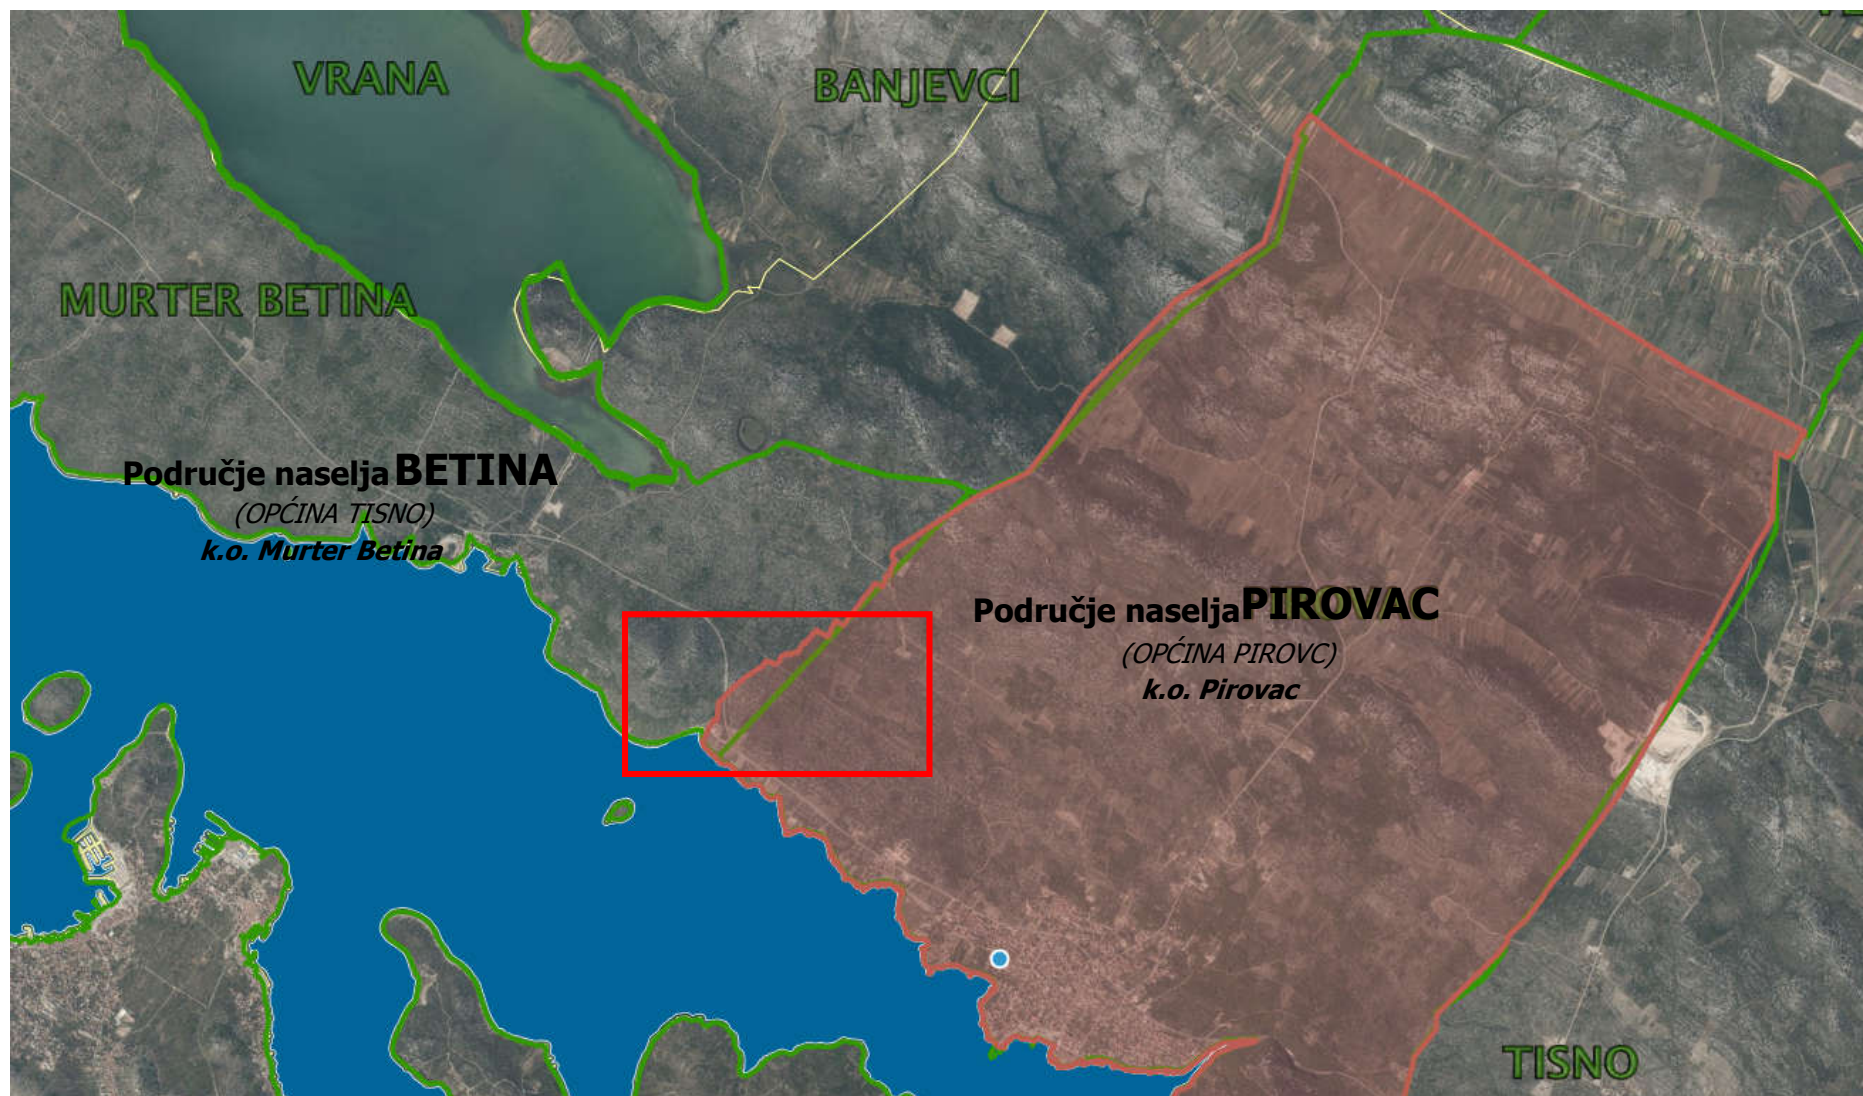 VRANA
BANJEVCI
MURTER BETINA
Područje naselja BETINA
(OPĆINA TISNO)
k.o. Murter Betina
Područje naselja PIROVAC
(OPĆINA PIROVC)
k.o. Pirovac
TISNO